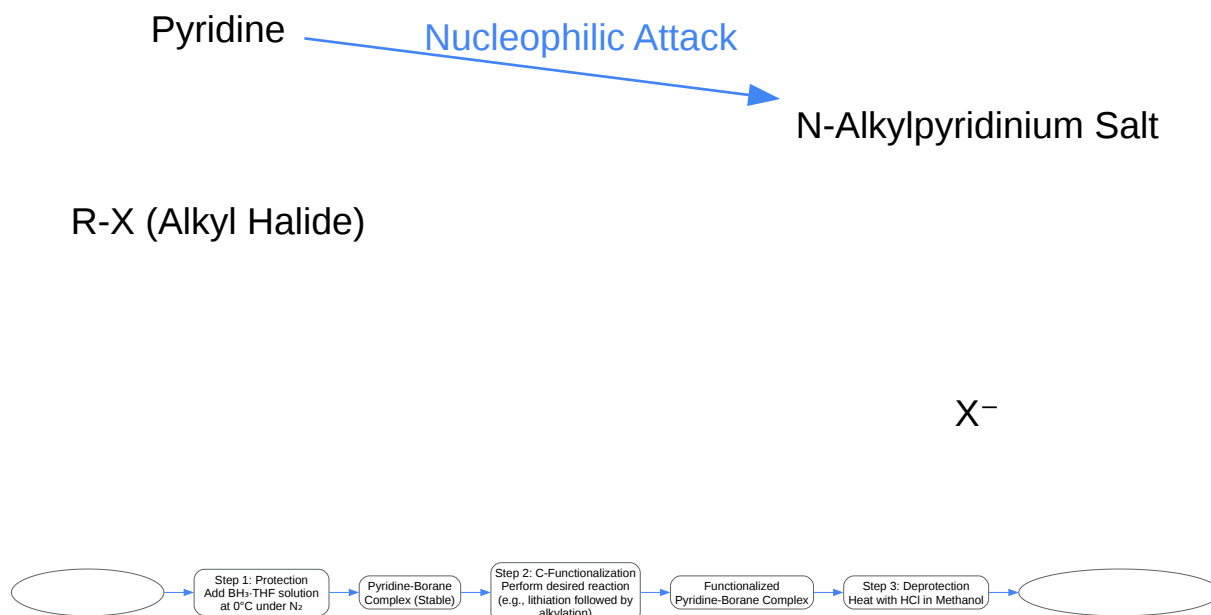 Pyridine
Nucleophilic Attack
N-Alkylpyridinium Salt
R-X (Alkyl Halide)
X⁻
Step 1: Protection
Add BH₃·THF solution
at 0°C under N₂
Pyridine-Borane
Complex (Stable)
Step 2: C-Functionalization
Perform desired reaction
(e.g., lithiation followed by
alkylation)
Functionalized
Pyridine-Borane Complex
Step 3: Deprotection
Heat with HCl in Methanol